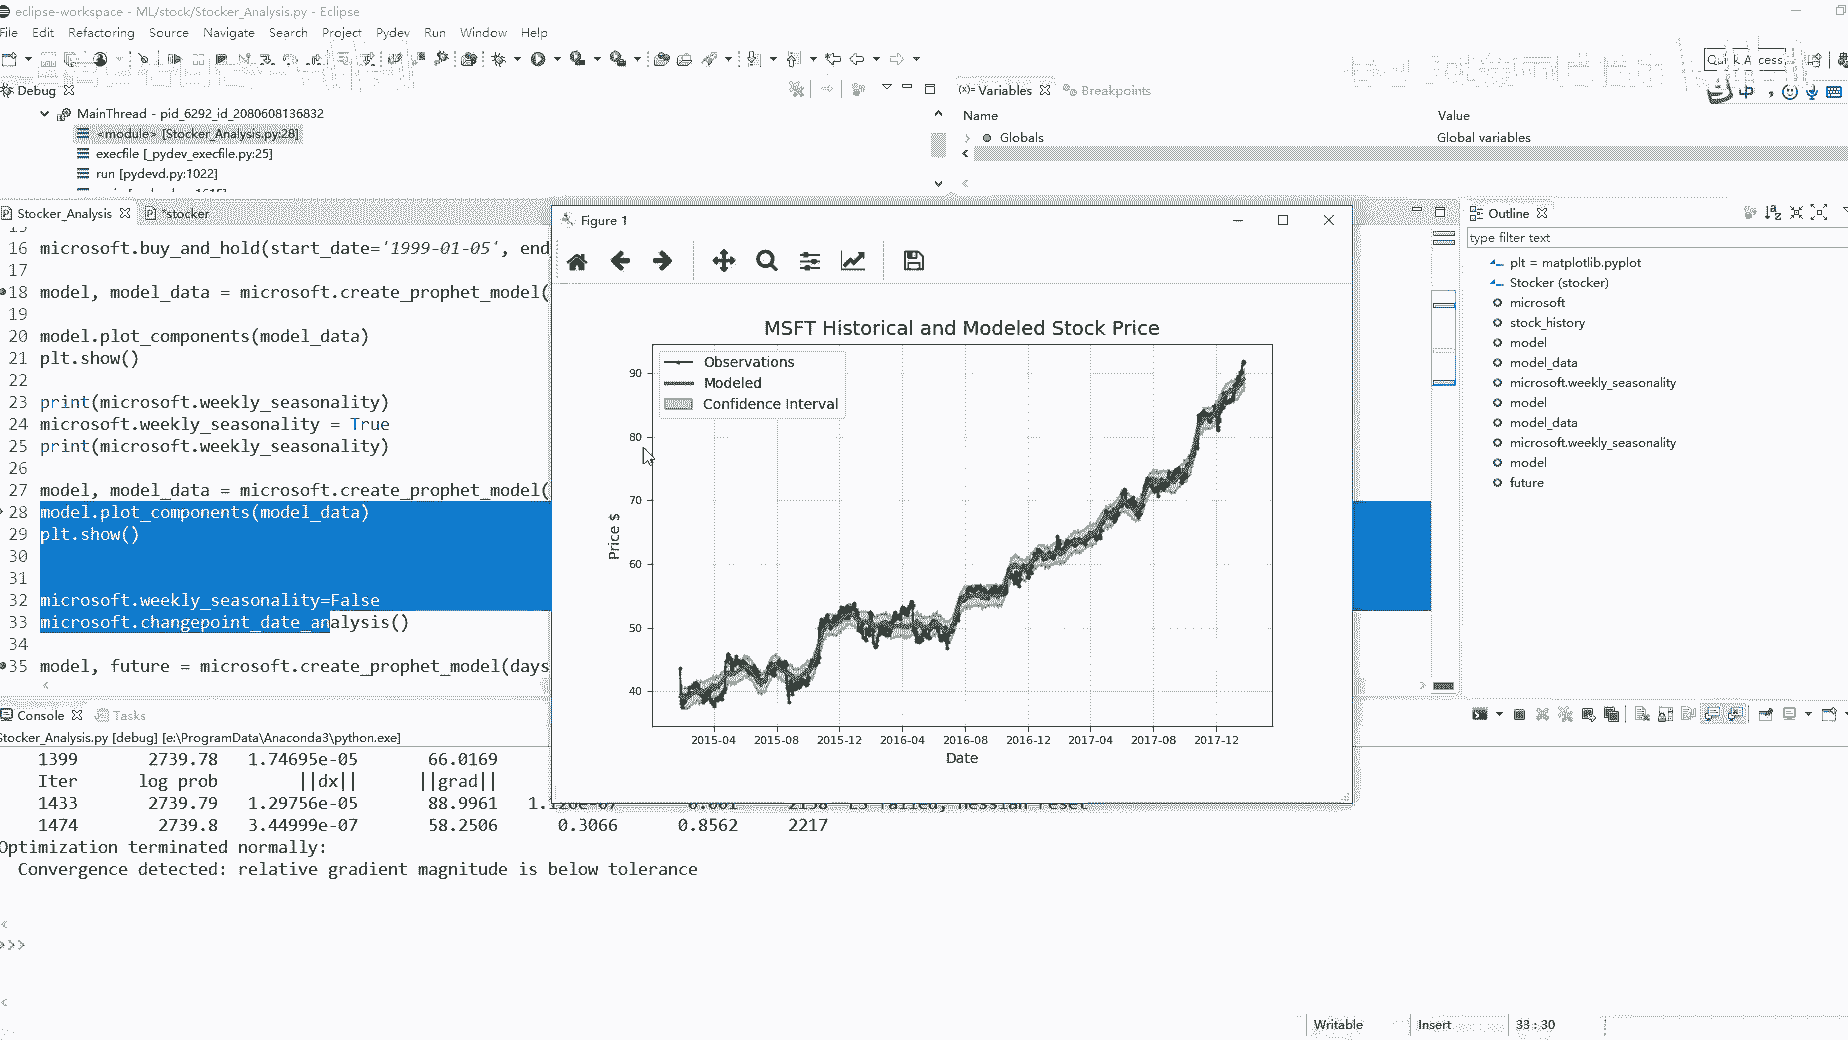 eclipse-workspace - ML/stock/Stocker_Analysis.py - Eclipse
File Edit Refactoring Source Navigate Search Project Pydev Run Window Help
Quick Access
Debug
(x)= Variables
Breakpoints
MainThread - pid_6292_id_2080608136832
<module> [Stocker_Analysis.py:28]
execfile [_pydev_execfile.py:25]
run [pydevd.py:1022]
Name Value
Globals Global variables
Stocker_Analysis
*stocker
16 microsoft.buy_and_hold(start_date='1999-01-05', end
17
18 model, model_data = microsoft.create_prophet_model(
19
20 model.plot_components(model_data)
21 plt.show()
22
23 print(microsoft.weekly_seasonality)
24 microsoft.weekly_seasonality = True
25 print(microsoft.weekly_seasonality)
26
27 model, model_data = microsoft.create_prophet_model(
28 model.plot_components(model_data)
29 plt.show()
30
31
32 microsoft.weekly_seasonality=False
33 microsoft.changepoint_date_analysis()
34
35 model, future = microsoft.create_prophet_model(days
Figure 1
MSFT Historical and Modeled Stock Price
Observations
Modeled
Confidence Interval
Price $
90
80
70
60
50
40
2015-04 2015-08 2015-12 2016-04 2016-08 2016-12 2017-04 2017-08 2017-12
Date
Outline
type filter text
plt = matplotlib.pyplot
Stocker (stocker)
microsoft
stock_history
model
model_data
microsoft.weekly_seasonality
model
model_data
microsoft.weekly_seasonality
model
future
Console
Tasks
Stocker_Analysis.py [debug] [e:\ProgramData\Anaconda3\python.exe]
1399 2739.78 1.74695e-05 66.0169
Iter log prob ||dx|| ||grad||
1433 2739.79 1.29756e-05 88.9961
1474 2739.8 3.44999e-07 58.2506 0.3066 0.8562 2217
Optimization terminated normally:
Convergence detected: relative gradient magnitude is below tolerance
>>>
Writable Insert 33 : 30